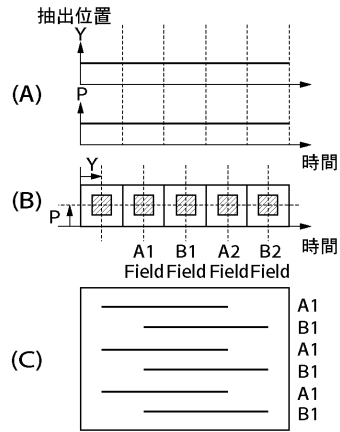 抽出位置
Y
(A)
P
時間
Y
(B)
P
時間
A1 B1 A2 B2
Field Field Field Field
A1
B1
A1
(C)
B1
A1
B1